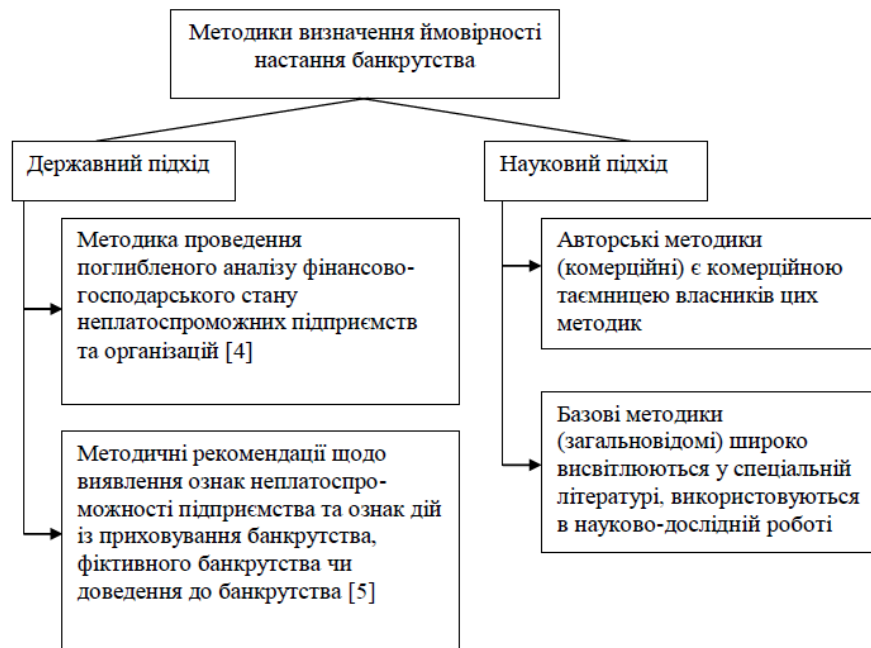 Методики визначення ймовірності
настання банкрутства
Державний підхід
Методика проведення
поглибленого аналізу фінансово-
господарського стану
неплатоспроможних підприємств
та організацій [4]
Методичні рекомендації щодо
виявлення ознак неплатоспро-
можності підприємства та ознак дій
із приховування банкрутства,
фіктивного банкрутства чи
доведення до банкрутства [5]
Науковий підхід
Авторські методики
(комерційні) є комерційною
таємницею власників цих
методик
Базові методики
(загальновідомі) широко
висвітлюються у спеціальній
літературі, використовуються
в науково-дослідній роботі